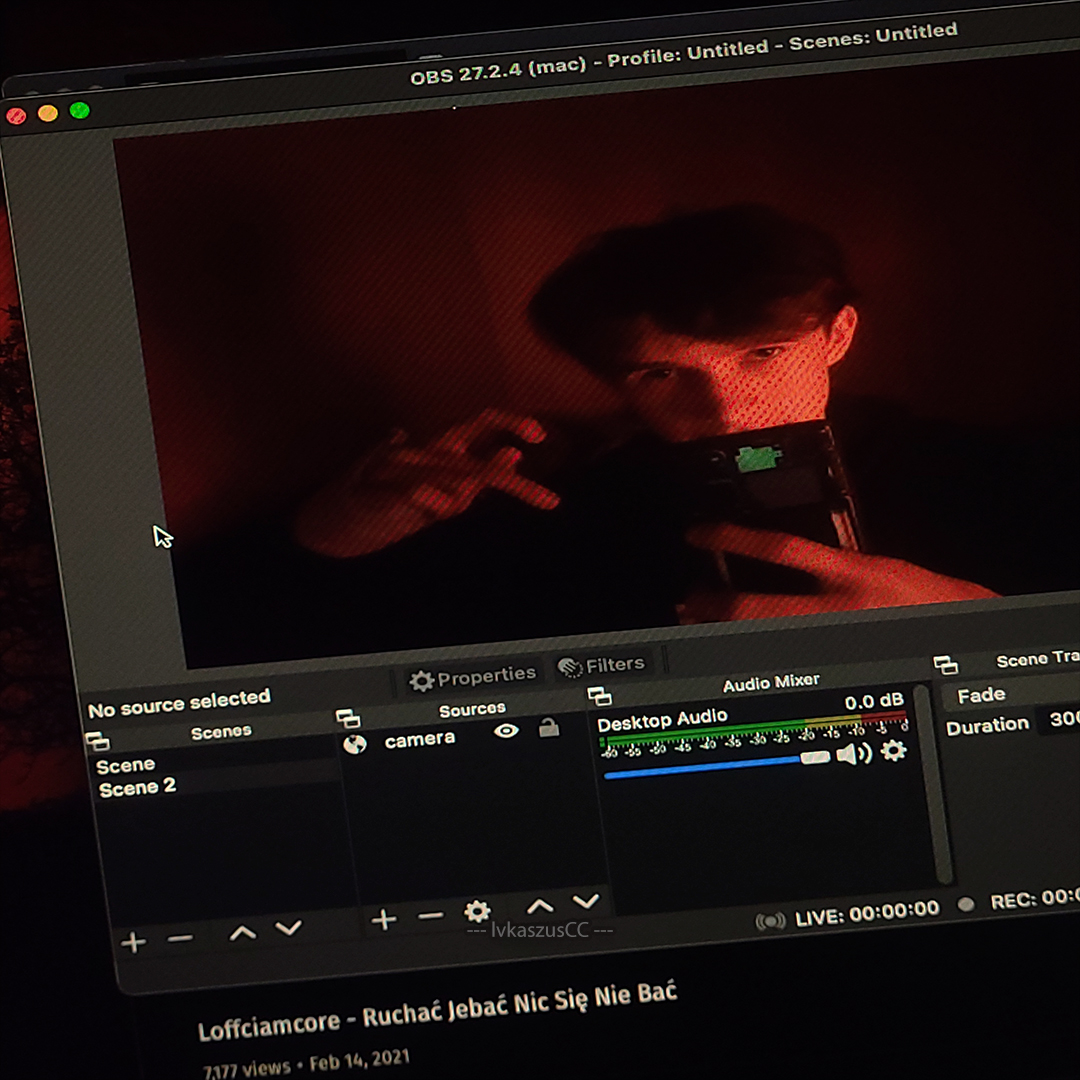 OBS 27.2.4 (mac) - Profile: Untitled - Scenes: Untitled
Properties
Filters
No source selected
Scenes
Sources
Audio Mixer
Scene Tra
Scene
Scene 2
camera
Desktop Audio
0.0 dB
-60 -55 -50 -45 -40 -35 -30 -25 -20 -15 -10 -5 0
Fade
Duration
300
LIVE: 00:00:00
REC: 00:0
--- lvkaszusCC ---
Loffciamcore - Ruchać Jebać Nic Się Nie Bać
7,177 views • Feb 14, 2021